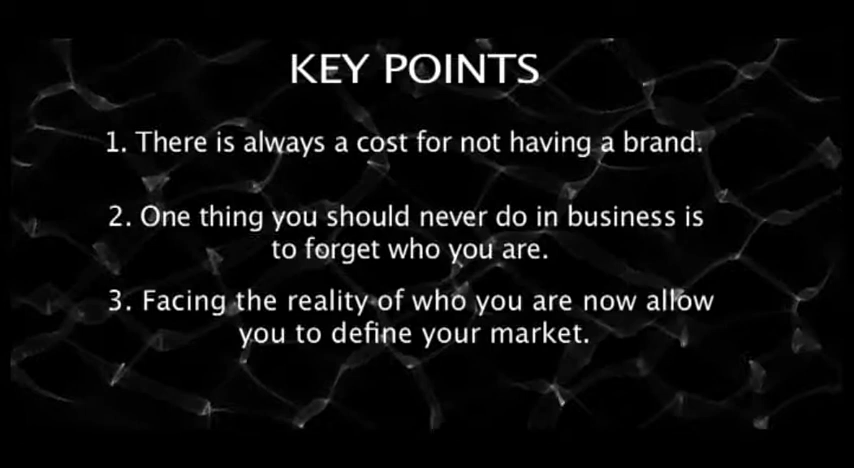 KEY POINTS
1. There is always a cost for not having a brand.
2. One thing you should never do in business is
to forget who you are.
3. Facing the reality of who you are now allow
you to define your market.